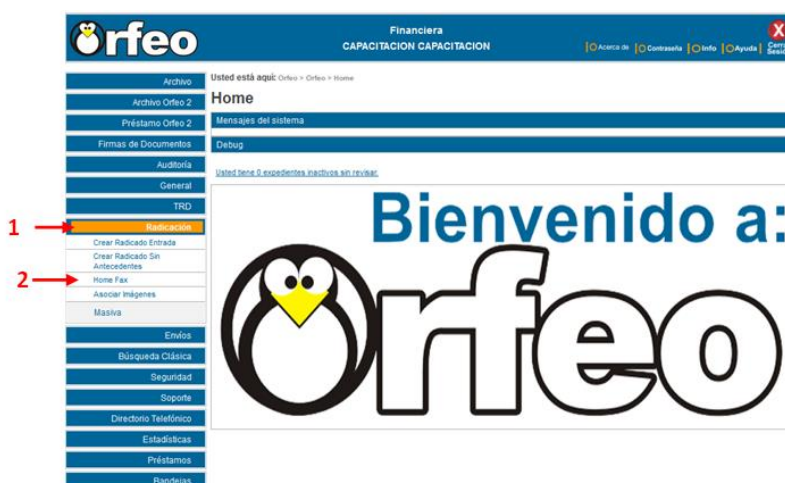 Orfeo
Financiera
CAPACITACION CAPACITACION
Acerca de
Contraseña
Info
Ayuda
X
Usted está aquí: Orfeo > Orfeo > Home
Home
Mensajes del sistema
Debug
Usted tiene 0 expedientes inactivos sin revisar.
Bienvenido a:
Orfeo
Archivo
Archivo Orfeo 2
Préstamo Orfeo 2
Firmas de Documentos
Auditoría
General
TRD
1
Radicación
Crear Radicado Entrada
Crear Radicado Sin
Antecedentes
2
Home Fax
Asociar Imágenes
Masiva
Envíos
Búsqueda Clásica
Seguridad
Soporte
Directorio Telefónico
Estadísticas
Préstamos
Bandejas